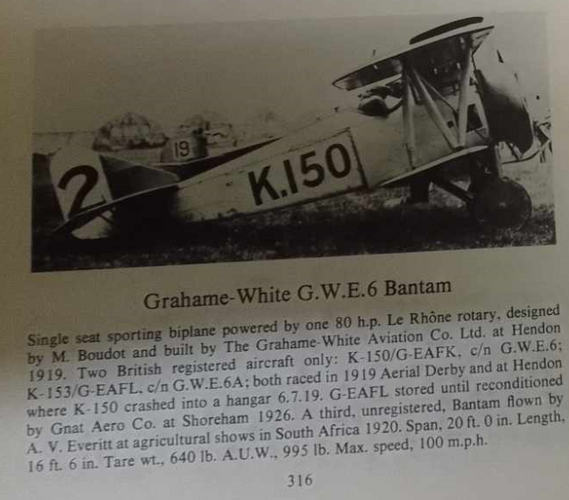 2
19
K.150
Grahame-White G.W.E.6 Bantam
Single seat sporting biplane powered by one 80 h.p. Le Rhône rotary, designed
by M. Boudot and built by The Grahame-White Aviation Co. Ltd. at Hendon
1919. Two British registered aircraft only: K-150/G-EAFK, c/n G.W.E.6;
K-153/G-EAFL, c/n G.W.E.6A; both raced in 1919 Aerial Derby and at Hendon
where K-150 crashed into a hangar 6.7.19. G-EAFL stored until reconditioned
by Gnat Aero Co. at Shoreham 1926. A third, unregistered, Bantam flown by
A. V. Everitt at agricultural shows in South Africa 1920. Span, 20 ft. 0 in. Length,
16 ft. 6 in. Tare wt., 640 lb. A.U.W., 995 lb. Max. speed, 100 m.p.h.
316